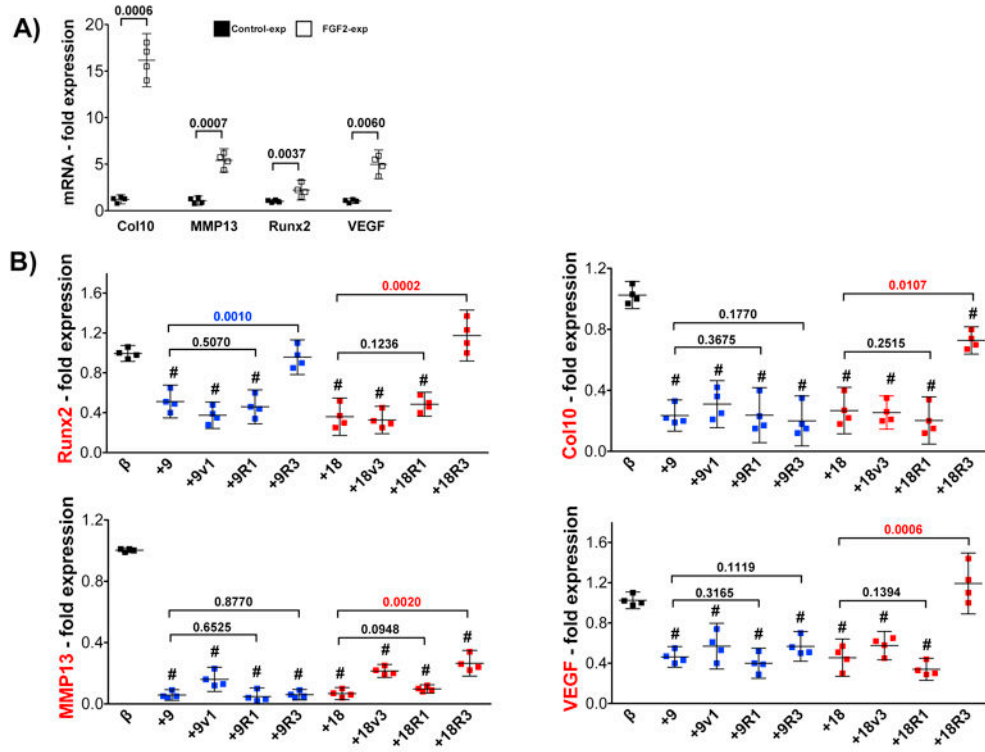 A)
mRNA - fold expression
20
15
10
5
0
0.0006
0.0007
0.0037
0.0060
Control-exp FGF2-exp
Col10 MMP13 Runx2 VEGF
B)
Runx2 - fold expression
1.6
1.2
0.8
0.4
0.0
0.0002
0.0010
0.5070 0.1236
# # # # # #
β +9 +9v1 +9R1 +9R3 +18 +18v3 +18R1 +18R3
Col10 - fold expression
1.2
0.8
0.4
0.0
0.0107
0.1770
0.3675 0.2515
# # # # # # # #
β +9 +9v1 +9R1 +9R3 +18 +18v3 +18R1 +18R3
MMP13 - fold expression
1.2
0.8
0.4
0.0
0.8770 0.0020
0.6525 0.0948
# # # # # # # #
β +9 +9v1 +9R1 +9R3 +18 +18v3 +18R1 +18R3
VEGF - fold expression
1.6
1.2
0.8
0.4
0.0
0.0006
0.1119
0.3165 0.1394
# # # # # # #
β +9 +9v1 +9R1 +9R3 +18 +18v3 +18R1 +18R3